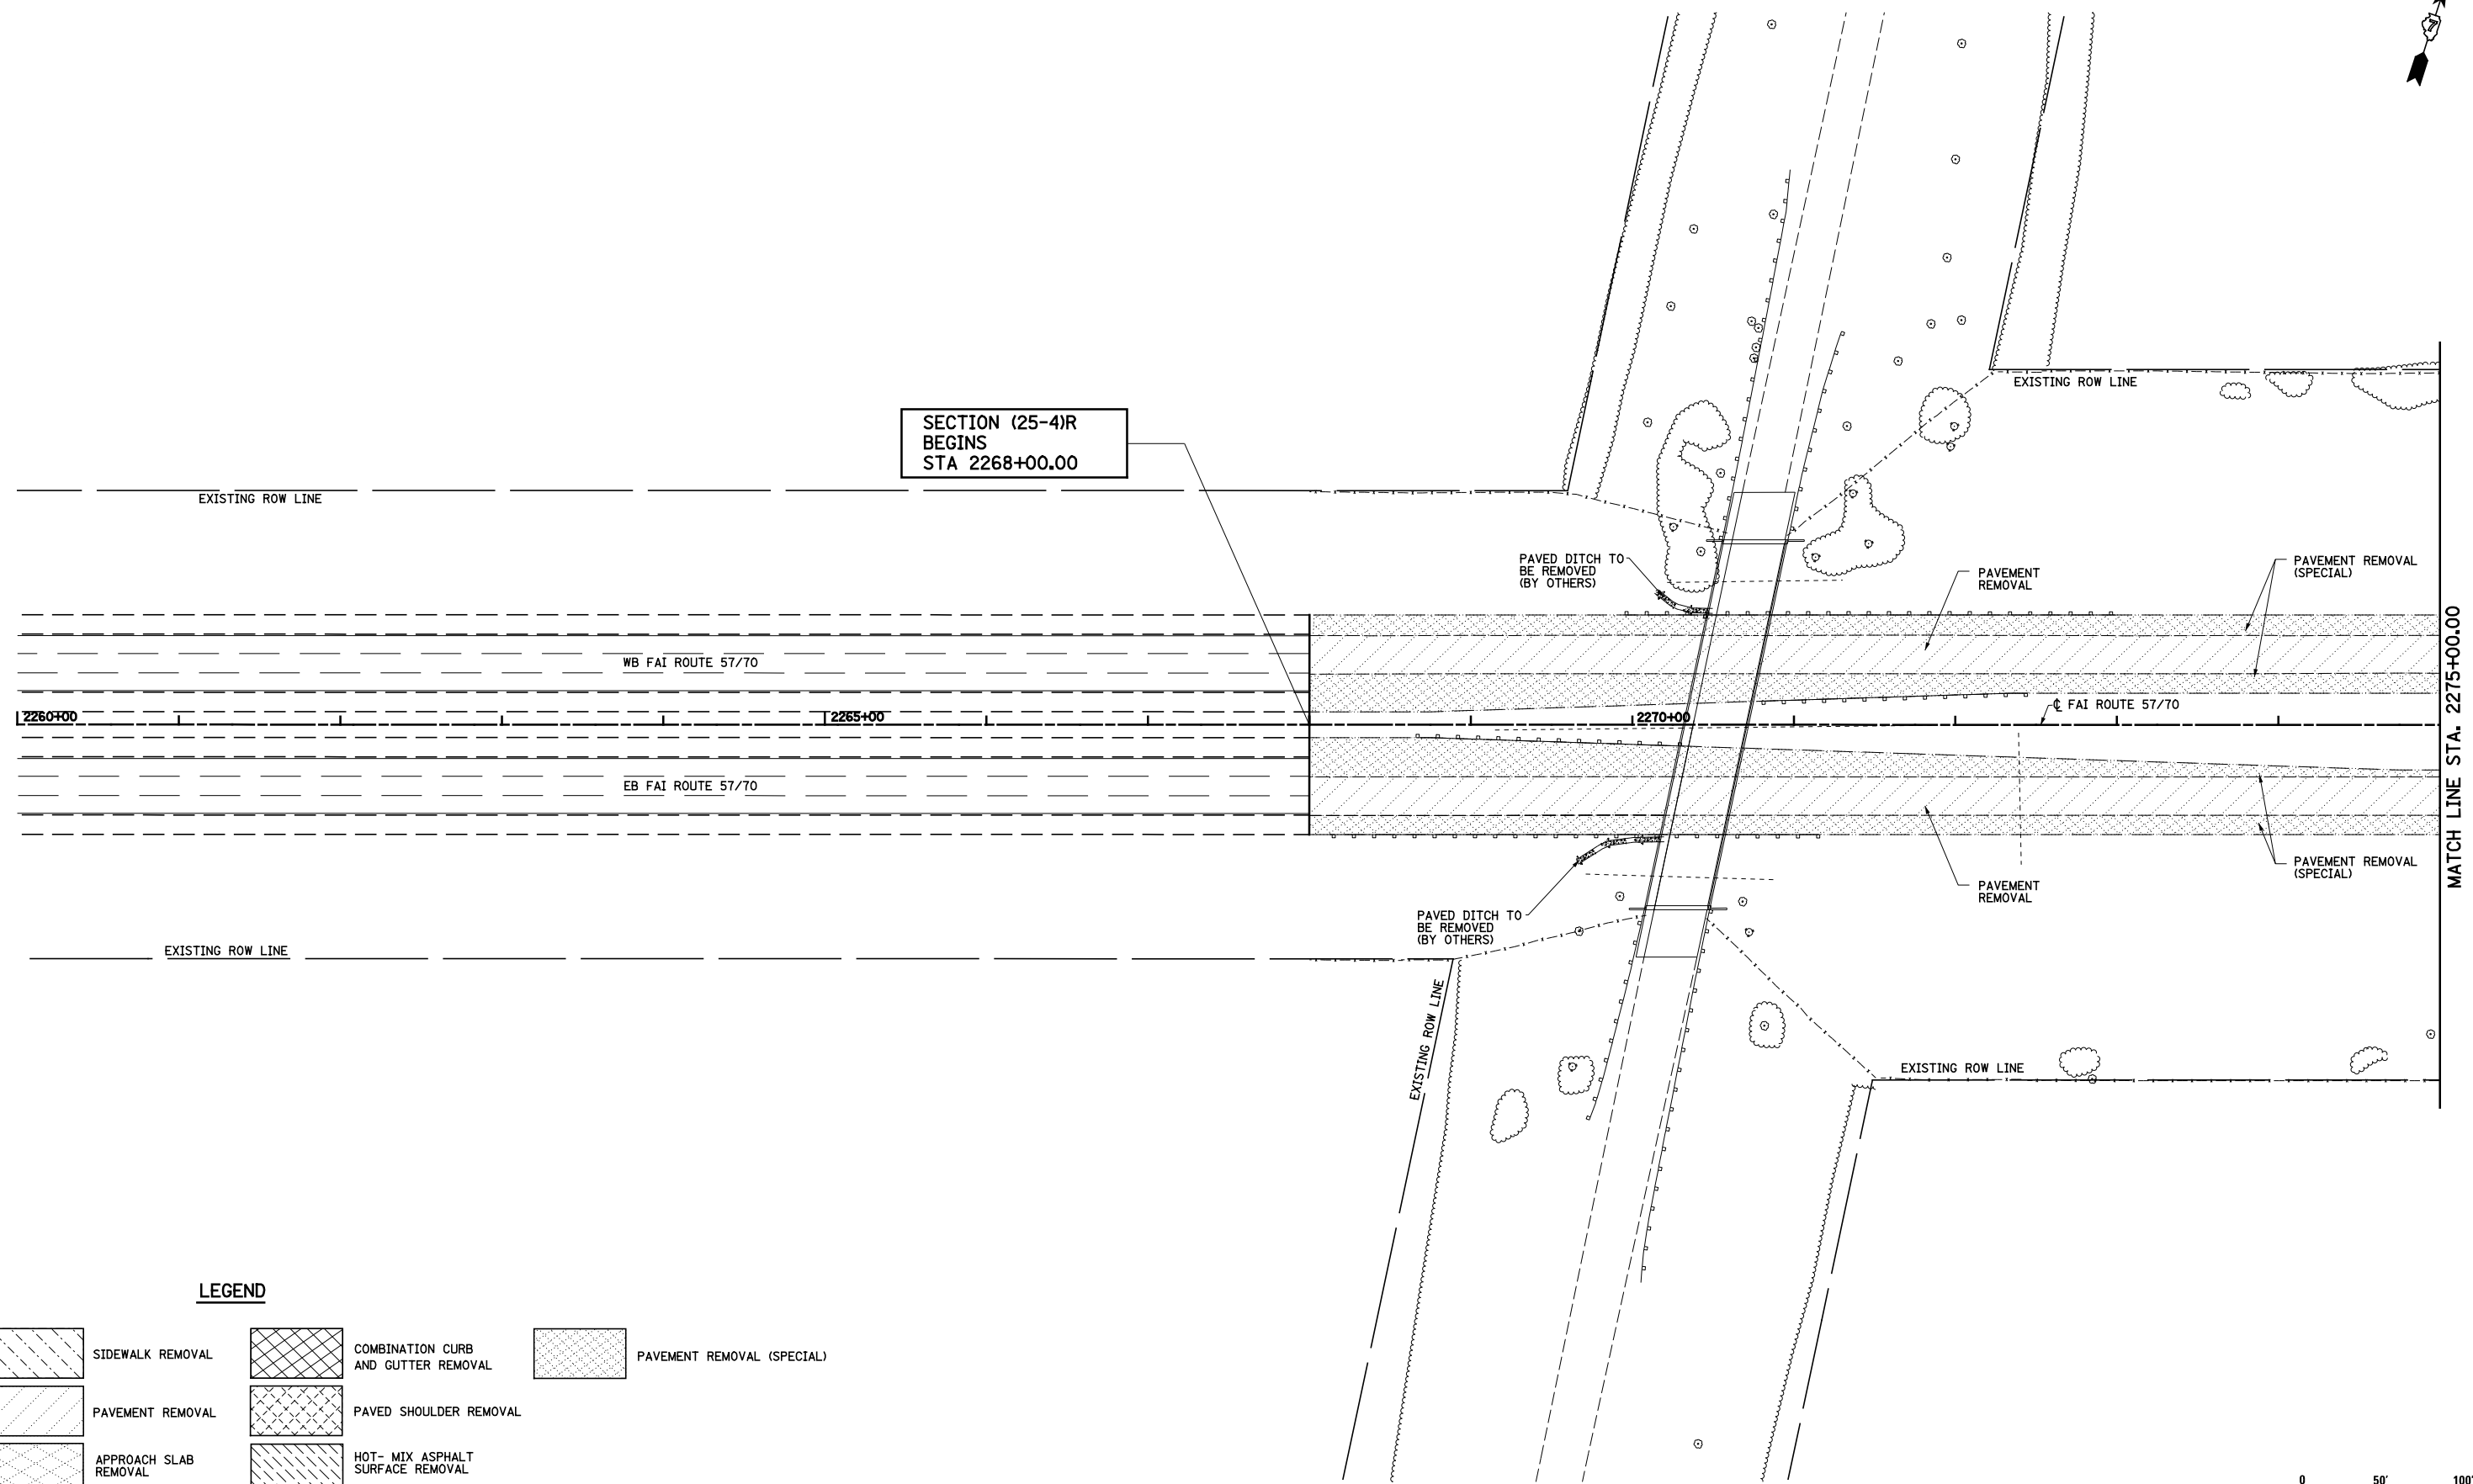 7
EXISTING ROW LINE
SECTION (25-4)R
BEGINS
STA 2268+00.00
EXISTING ROW LINE
PAVED DITCH TO
BE REMOVED
(BY OTHERS)
PAVEMENT
REMOVAL
PAVEMENT REMOVAL
(SPECIAL)
WB FAI ROUTE 57/70
2260+00
2265+00
2270+00
℄ FAI ROUTE 57/70
MATCH LINE STA. 2275+00.00
EB FAI ROUTE 57/70
PAVEMENT REMOVAL
(SPECIAL)
PAVEMENT
REMOVAL
PAVED DITCH TO
BE REMOVED
(BY OTHERS)
EXISTING ROW LINE
EXISTING ROW LINE
EXISTING ROW LINE
LEGEND
SIDEWALK REMOVAL
COMBINATION CURB
AND GUTTER REMOVAL
PAVEMENT REMOVAL (SPECIAL)
PAVEMENT REMOVAL
PAVED SHOULDER REMOVAL
APPROACH SLAB
REMOVAL
HOT- MIX ASPHALT
SURFACE REMOVAL
0 50' 100'